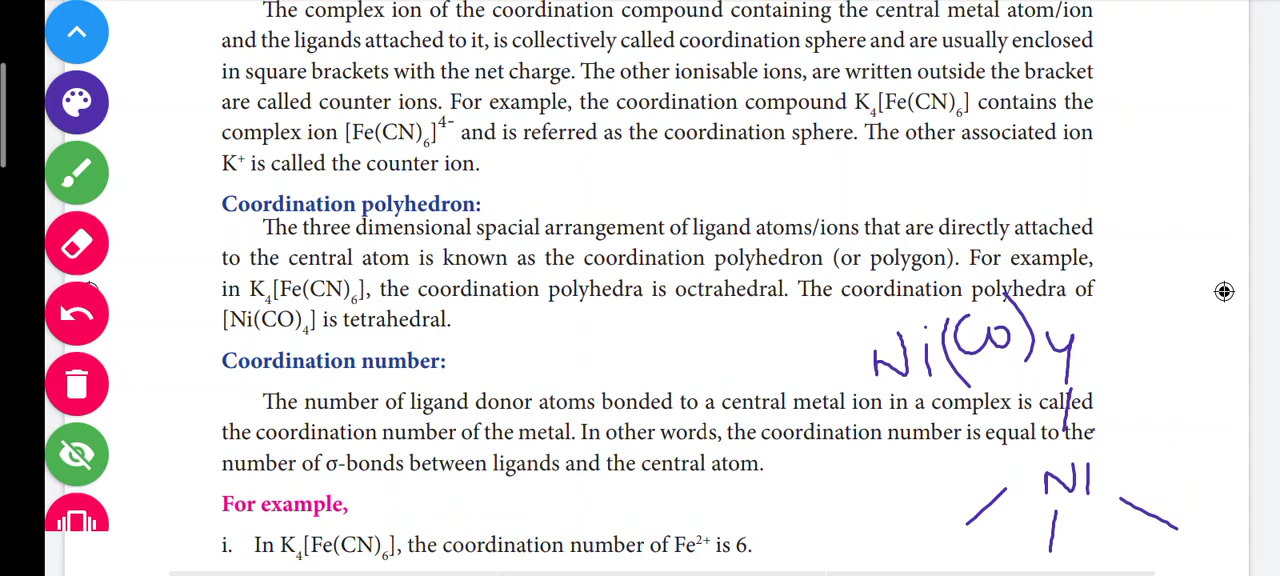 The complex ion of the coordination compound containing the central metal atom/ion
and the ligands attached to it, is collectively called coordination sphere and are usually enclosed
in square brackets with the net charge. The other ionisable ions, are written outside the bracket
are called counter ions. For example, the coordination compound K₄[Fe(CN)₆] contains the
complex ion [Fe(CN)₆]⁴⁻ and is referred as the coordination sphere. The other associated ion
K⁺ is called the counter ion.
Coordination polyhedron:
The three dimensional spacial arrangement of ligand atoms/ions that are directly attached
to the central atom is known as the coordination polyhedron (or polygon). For example,
in K₄[Fe(CN)₆], the coordination polyhedra is octrahedral. The coordination polyhedra of
[Ni(CO)₄] is tetrahedral.
Ni(CO)4
Coordination number:
The number of ligand donor atoms bonded to a central metal ion in a complex is called
the coordination number of the metal. In other words, the coordination number is equal to the
number of σ-bonds between ligands and the central atom.
NI
For example,
i. In K₄[Fe(CN)₆], the coordination number of Fe²⁺ is 6.